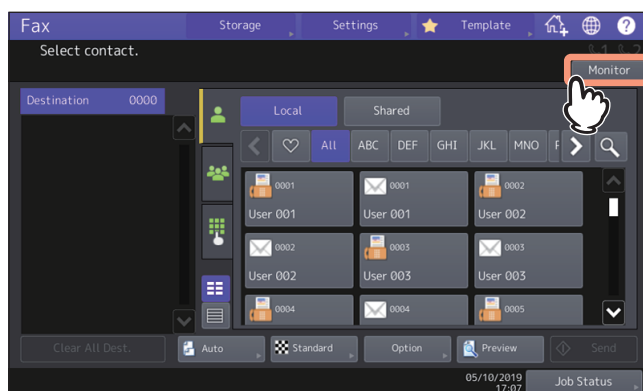 Fax
Storage
Settings
Template
?
Select contact.
1 2
Monitor
Destination 0000
Local
Shared
All
ABC
DEF
GHI
JKL
MNO
0001
User 001
0001
User 001
0002
User 002
0002
User 002
0003
User 003
0003
User 003
0004
0004
0005
Clear All Dest.
Auto
Standard
Option
Preview
Send
05/10/2019
17:07
Job Status